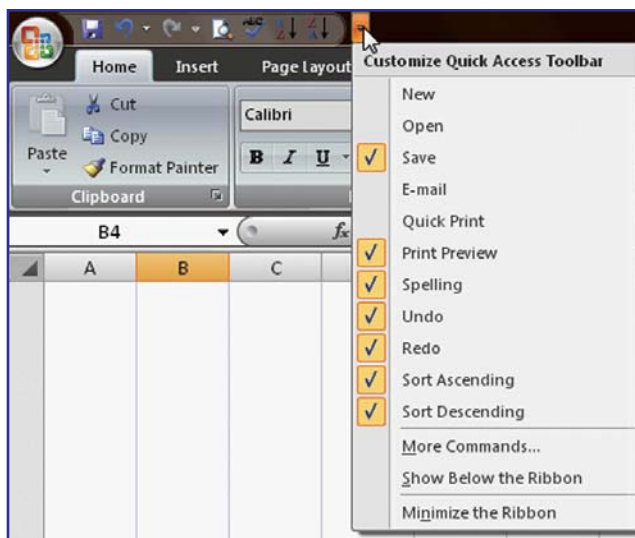 Home Insert Page Layout
Customize Quick Access Toolbar
Cut
Copy
Format Painter
Paste
Clipboard
Calibri
B I U
B4
fx
A B C
New
Open
Save
E-mail
Quick Print
Print Preview
Spelling
Undo
Redo
Sort Ascending
Sort Descending
More Commands...
Show Below the Ribbon
Minimize the Ribbon